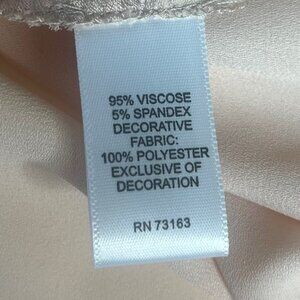 95% VISCOSE
5% SPANDEX
DECORATIVE
FABRIC:
100% POLYESTER
EXCLUSIVE OF
DECORATION
RN 73163